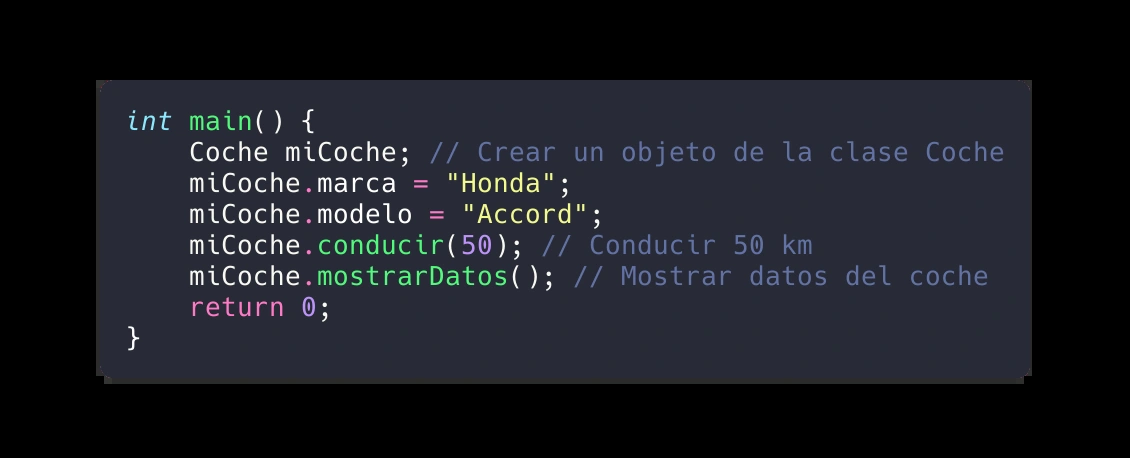 int main() {
    Coche miCoche; // Crear un objeto de la clase Coche
    miCoche.marca = "Honda";
    miCoche.modelo = "Accord";
    miCoche.conducir(50); // Conducir 50 km
    miCoche.mostrarDatos(); // Mostrar datos del coche
    return 0;
}